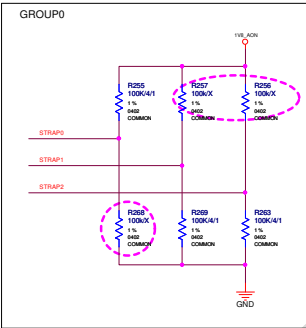 GROUP0
1V8_AON
R255
100K/4/1
1 %
0402
COMMON
R257
100k/X
1 %
0402
COMMON
R256
100k/X
1 %
0402
COMMON
STRAP0
STRAP1
STRAP2
R268
100k/X
1 %
0402
COMMON
R269
100K/4/1
1 %
0402
COMMON
R263
100K/4/1
1 %
0402
COMMON
GND